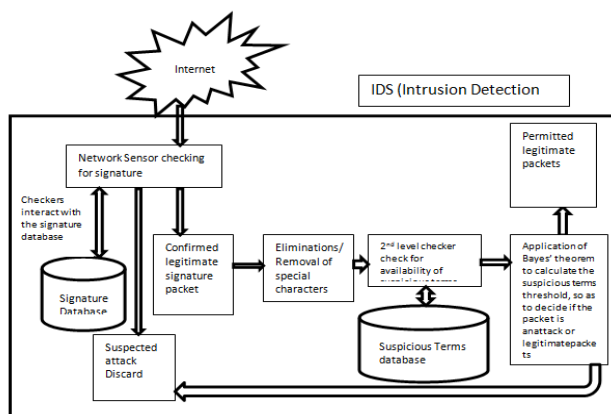 Internet
IDS (Intrusion Detection
Network Sensor checking
for signature
Permitted
legitimate
packets
Checkers
interact with
the signature
database
Confirmed
legitimate
signature
packet
Eliminations/
Removal of
special
characters
2nd level checker
check for
availability of
Application of
Bayes' theorem
to calculate the
suspicious terms
threshold, so as
to decide if the
packet is
anattack or
legitimatepacke
ts
Signature
Database
Suspicious Terms
database
Suspected
attack
Discard